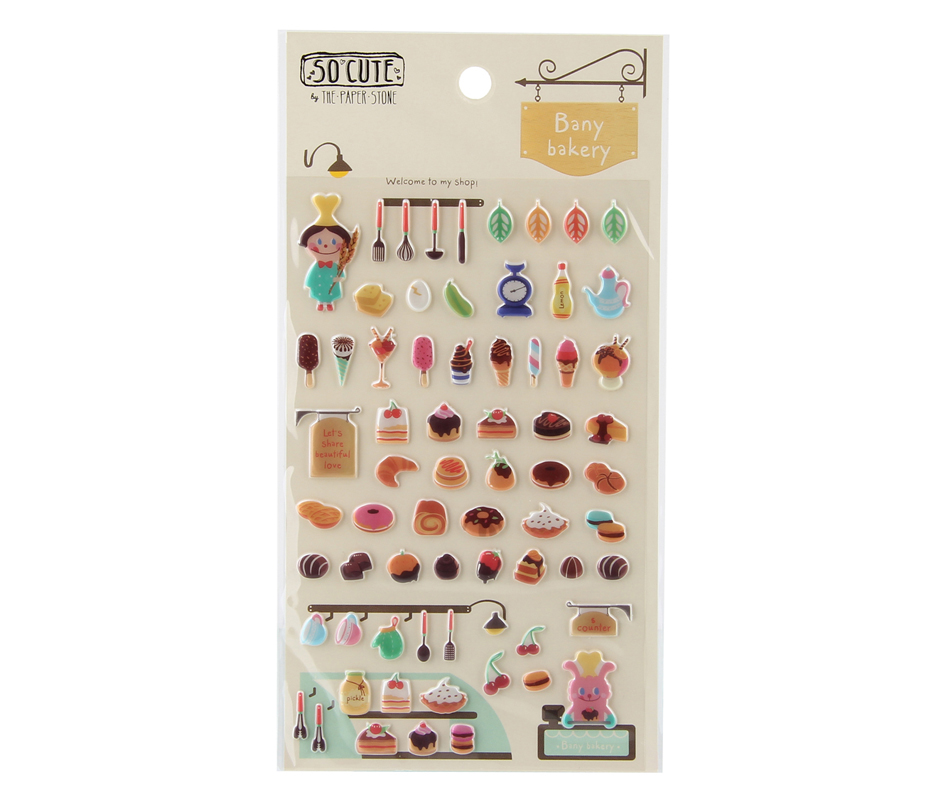 SO CUTE
by THE·PAPER·STONE
Bany
bakery
Welcome to my shop!
Lemon
Let's
share
beautiful
love
&
counter
pickle
Bany bakery